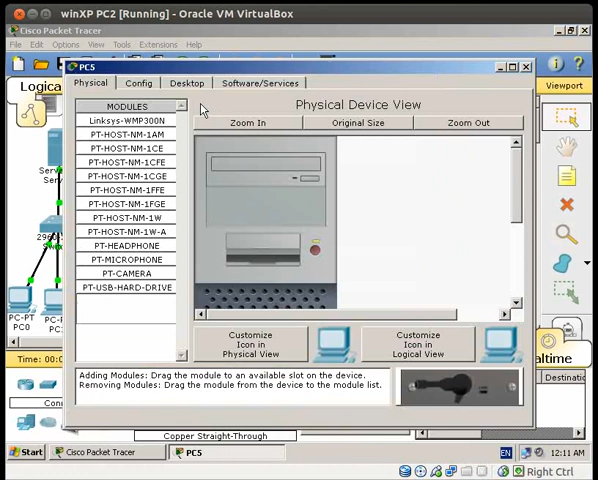 winXP PC2 [Running] - Oracle VM VirtualBox
Cisco Packet Tracer
File Edit Options View Tools Extensions Help
PC5
Logica
Viewport
Physical Config Desktop Software/Services
MODULES
Linksys-WMP300N
PT-HOST-NM-1AM
PT-HOST-NM-1CE
PT-HOST-NM-1CFE
PT-HOST-NM-1CGE
PT-HOST-NM-1FFE
PT-HOST-NM-1FGE
PT-HOST-NM-1W
PT-HOST-NM-1W-A
PT-HEADPHONE
PT-MICROPHONE
PT-CAMERA
PT-USB-HARD-DRIVE
Physical Device View
Zoom In Original Size Zoom Out
Customize
Icon in
Physical View
Customize
Icon in
Logical View
Adding Modules: Drag the module to an available slot on the device.
Removing Modules: Drag the module from the device to the module list.
Serv
296
PC-PT
PC0
Time: 00:0
ealtime
Con
Destinatio
Copper Straight-Through
Start Cisco Packet Tracer PC5 EN 12:11 AM
Right Ctrl